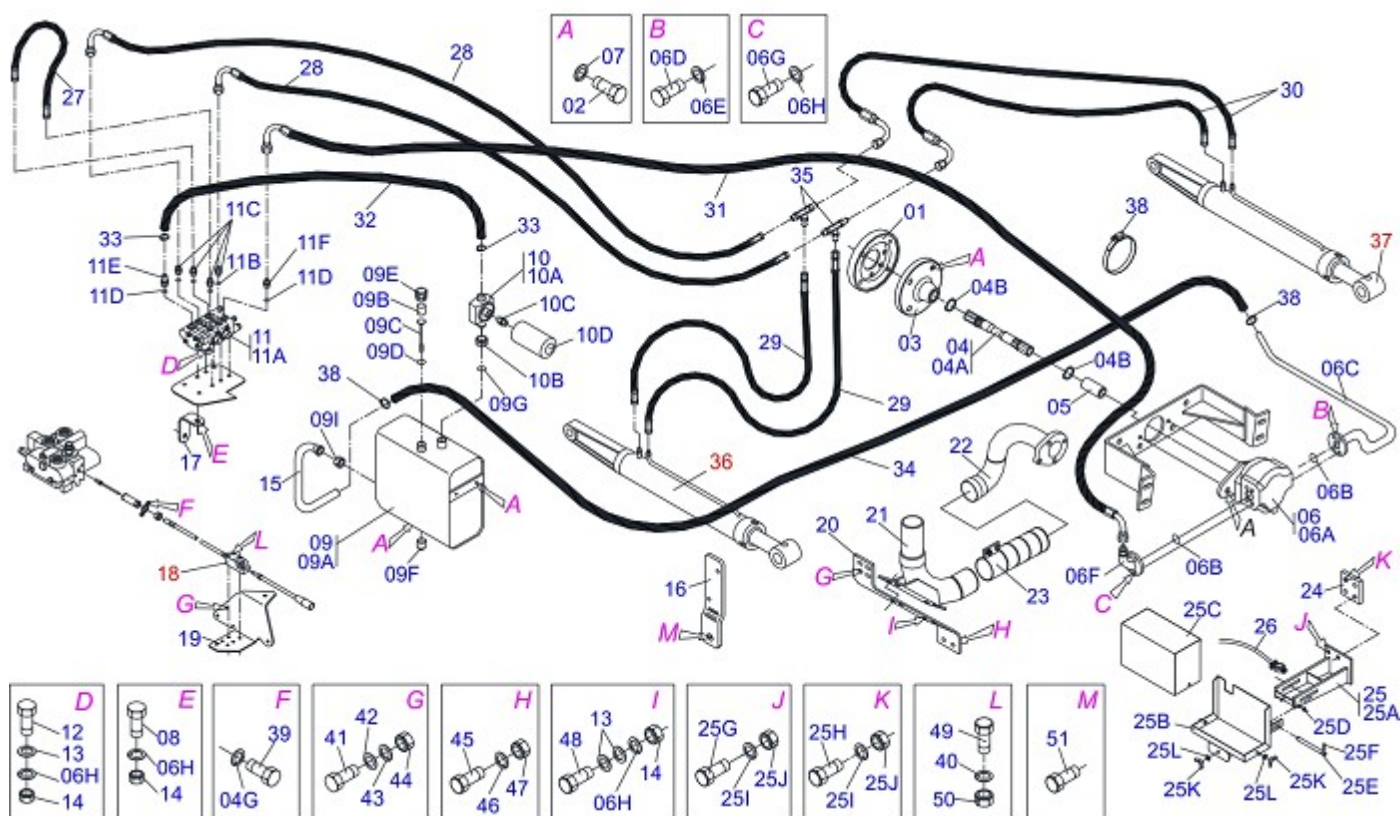 A
07
02
B
06D
06E
C
06G
06H
28
28
27
30
31
32
35
01
38
37
33
11C
11F
11E
11B
11D
11D
11
11A
D
33
10
10A
10C
10D
10B
09E
09B
09C
09D
09G
A
04B
03
04
04A
04B
05
38
06C
B
29
29
38
09I
15
17
E
F
L
18
G
19
09
09A
A
A
09F
36
34
22
21
20
G
23
I
H
16
M
06B
A
06
06A
06B
06F
C
K
24
J
25C
26
25
25A
25B
25D
25F
25E
25L
25K
25L
25K
D
12
13
06H
14
E
08
06H
14
F
39
04G
G
42
41
43
44
H
45
46
47
I
13
48
06H
14
J
25G
25I
25J
K
25H
25I
25J
L
49
40
50
M
51